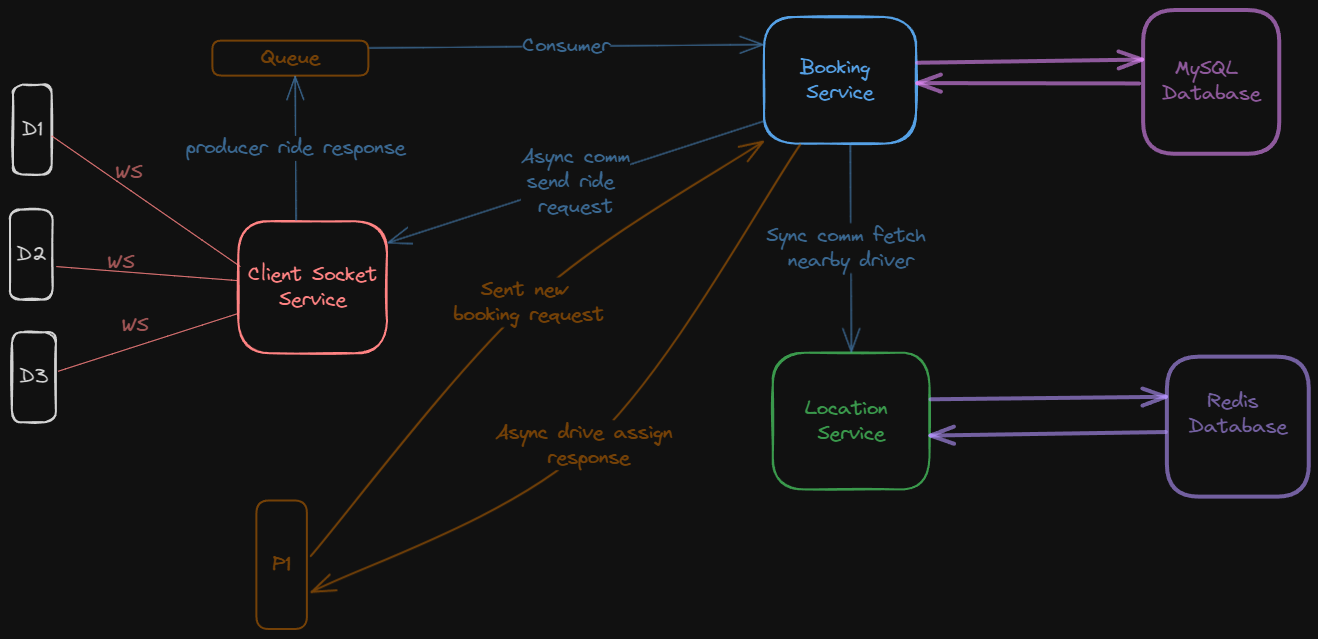 Queue
Consumer
Booking
Service
MySQL
Database
D1
WS
producer ride response
Async comm
send ride
request
D2
WS
Client Socket
Service
Sync comm fetch
nearby driver
Sent new
booking request
D3
WS
Location
Service
Redis
Database
Async drive assign
response
P1